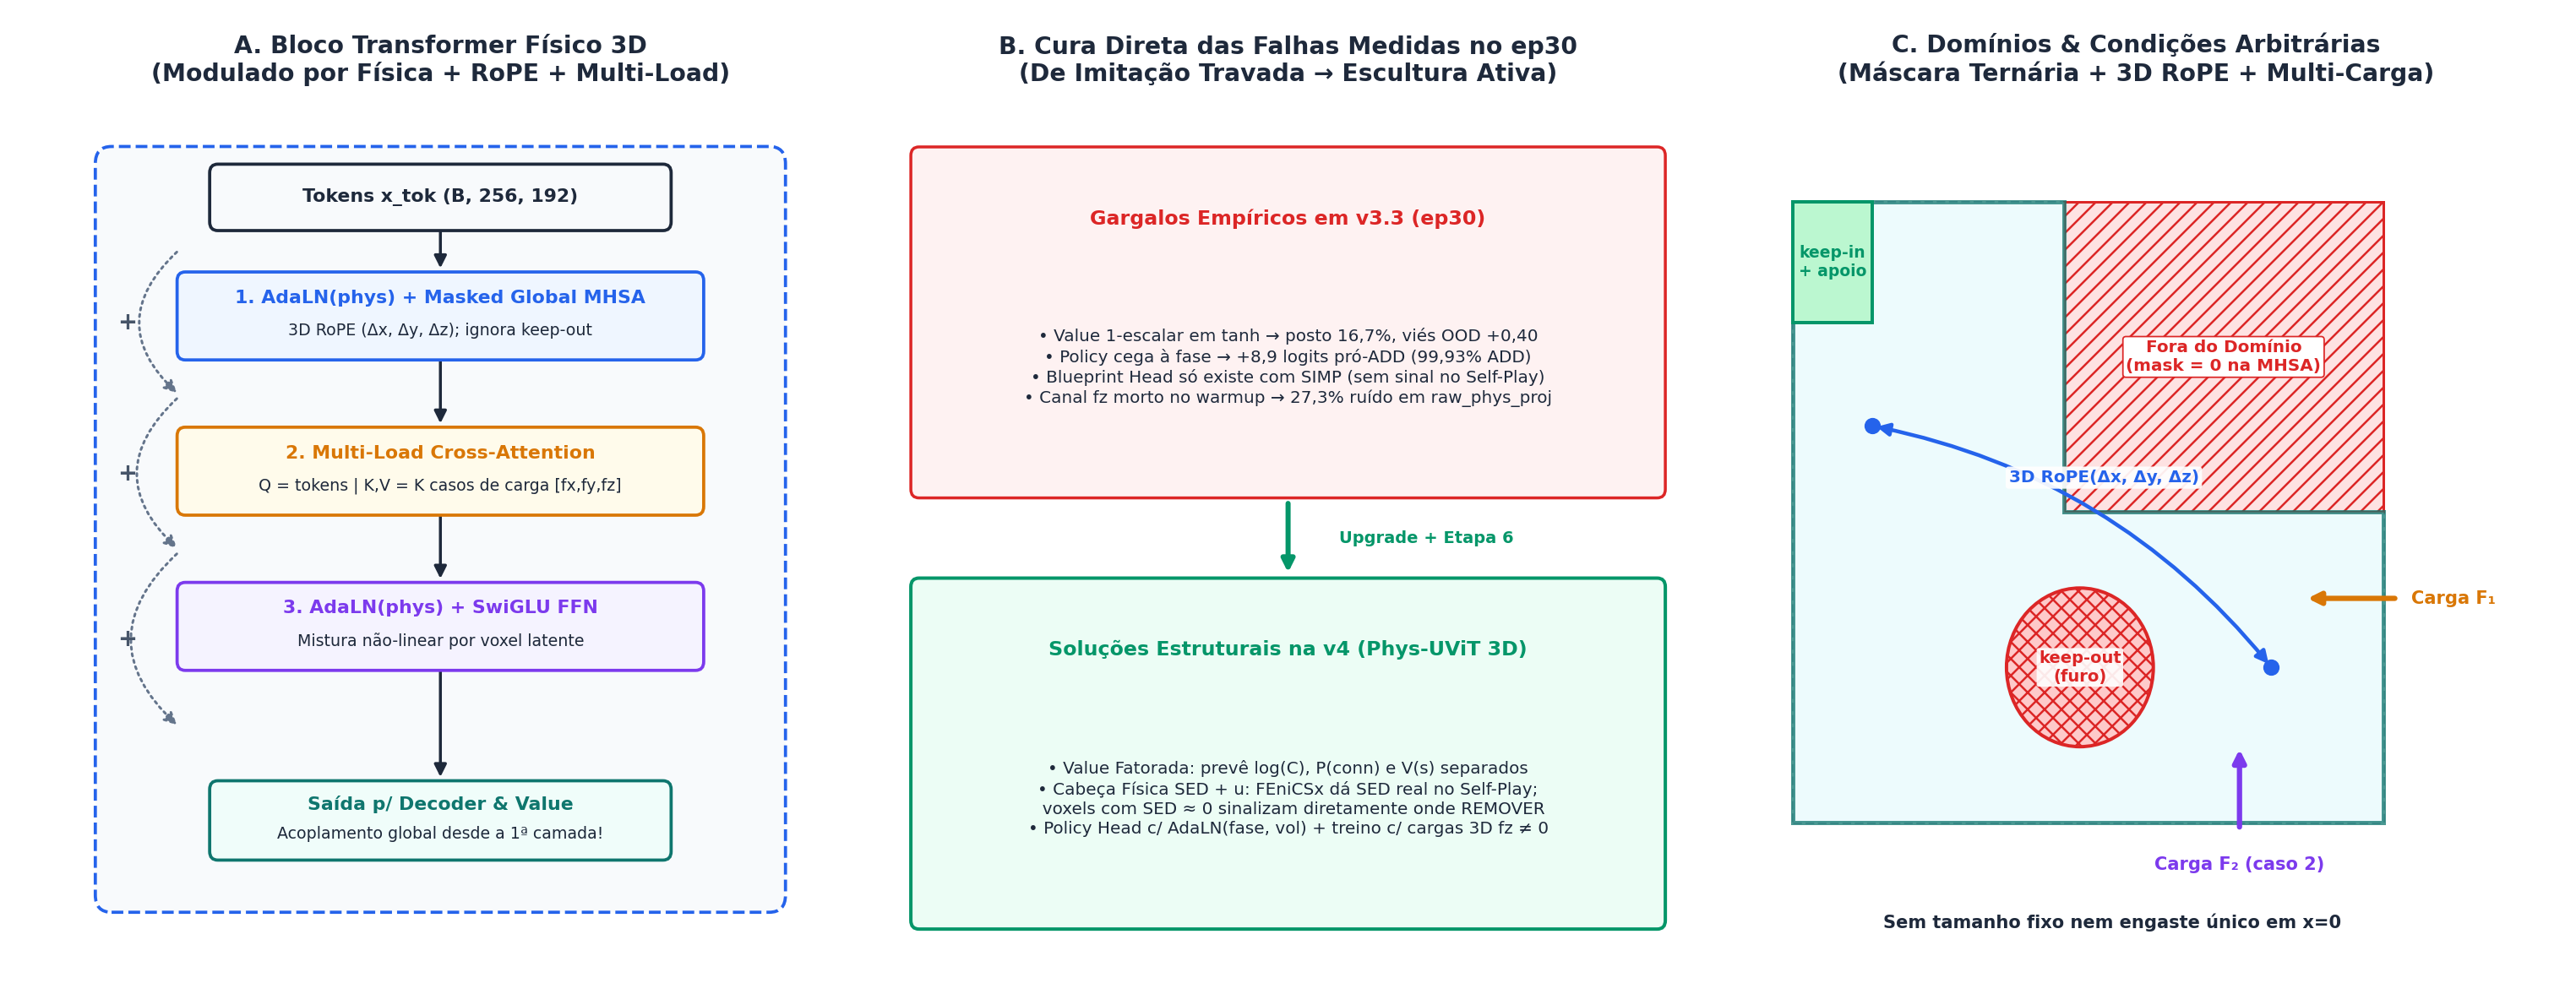 A. Bloco Transformer Físico 3D
(Modulado por Física + RoPE + Multi-Load)
Tokens x_tok (B, 256, 192)
1. AdaLN(phys) + Masked Global MHSA
3D RoPE (Δx, Δy, Δz); ignora keep-out
+
2. Multi-Load Cross-Attention
Q = tokens | K,V = K casos de carga [fx,fy,fz]
+
3. AdaLN(phys) + SwiGLU FFN
Mistura não-linear por voxel latente
+
Saída p/ Decoder & Value
Acoplamento global desde a 1ª camada!
B. Cura Direta das Falhas Medidas no ep30
(De Imitação Travada → Escultura Ativa)
Gargalos Empíricos em v3.3 (ep30)
• Value 1-escalar em tanh → posto 16,7%, viés OOD +0,40
• Policy cega à fase → +8,9 logits pró-ADD (99,93% ADD)
• Blueprint Head só existe com SIMP (sem sinal no Self-Play)
• Canal fz morto no warmup → 27,3% ruído em raw_phys_proj
Upgrade + Etapa 6
Soluções Estruturais na v4 (Phys-UViT 3D)
• Value Fatorada: prevê log(C), P(conn) e V(s) separados
• Cabeça Física SED + u: FEniCSx dá SED real no Self-Play;
voxels com SED ≈ 0 sinalizam diretamente onde REMOVER
• Policy Head c/ AdaLN(fase, vol) + treino c/ cargas 3D fz ≠ 0
C. Domínios & Condições Arbitrárias
(Máscara Ternária + 3D RoPE + Multi-Carga)
keep-in
+ apoio
Fora do Domínio
(mask = 0 na MHSA)
3D RoPE(Δx, Δy, Δz)
Carga F₁
keep-out
(furo)
Carga F₂ (caso 2)
Sem tamanho fixo nem engaste único em x=0